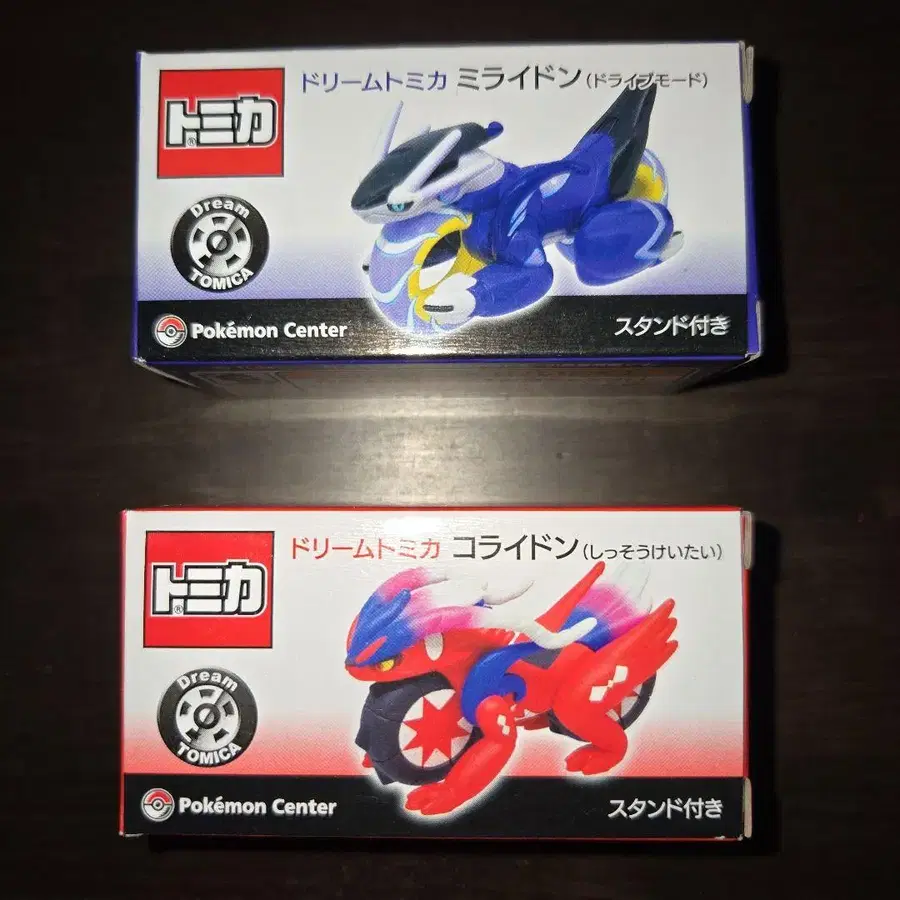 ドリームトミカ ミライドン(ドライブモード)
トミカ®
Dream
TOMICA
Pokémon Center
スタンド付き
ドリームトミカ コライドン(しっそうけいたい)
トミカ®
Dream
TOMICA
Pokémon Center
スタンド付き